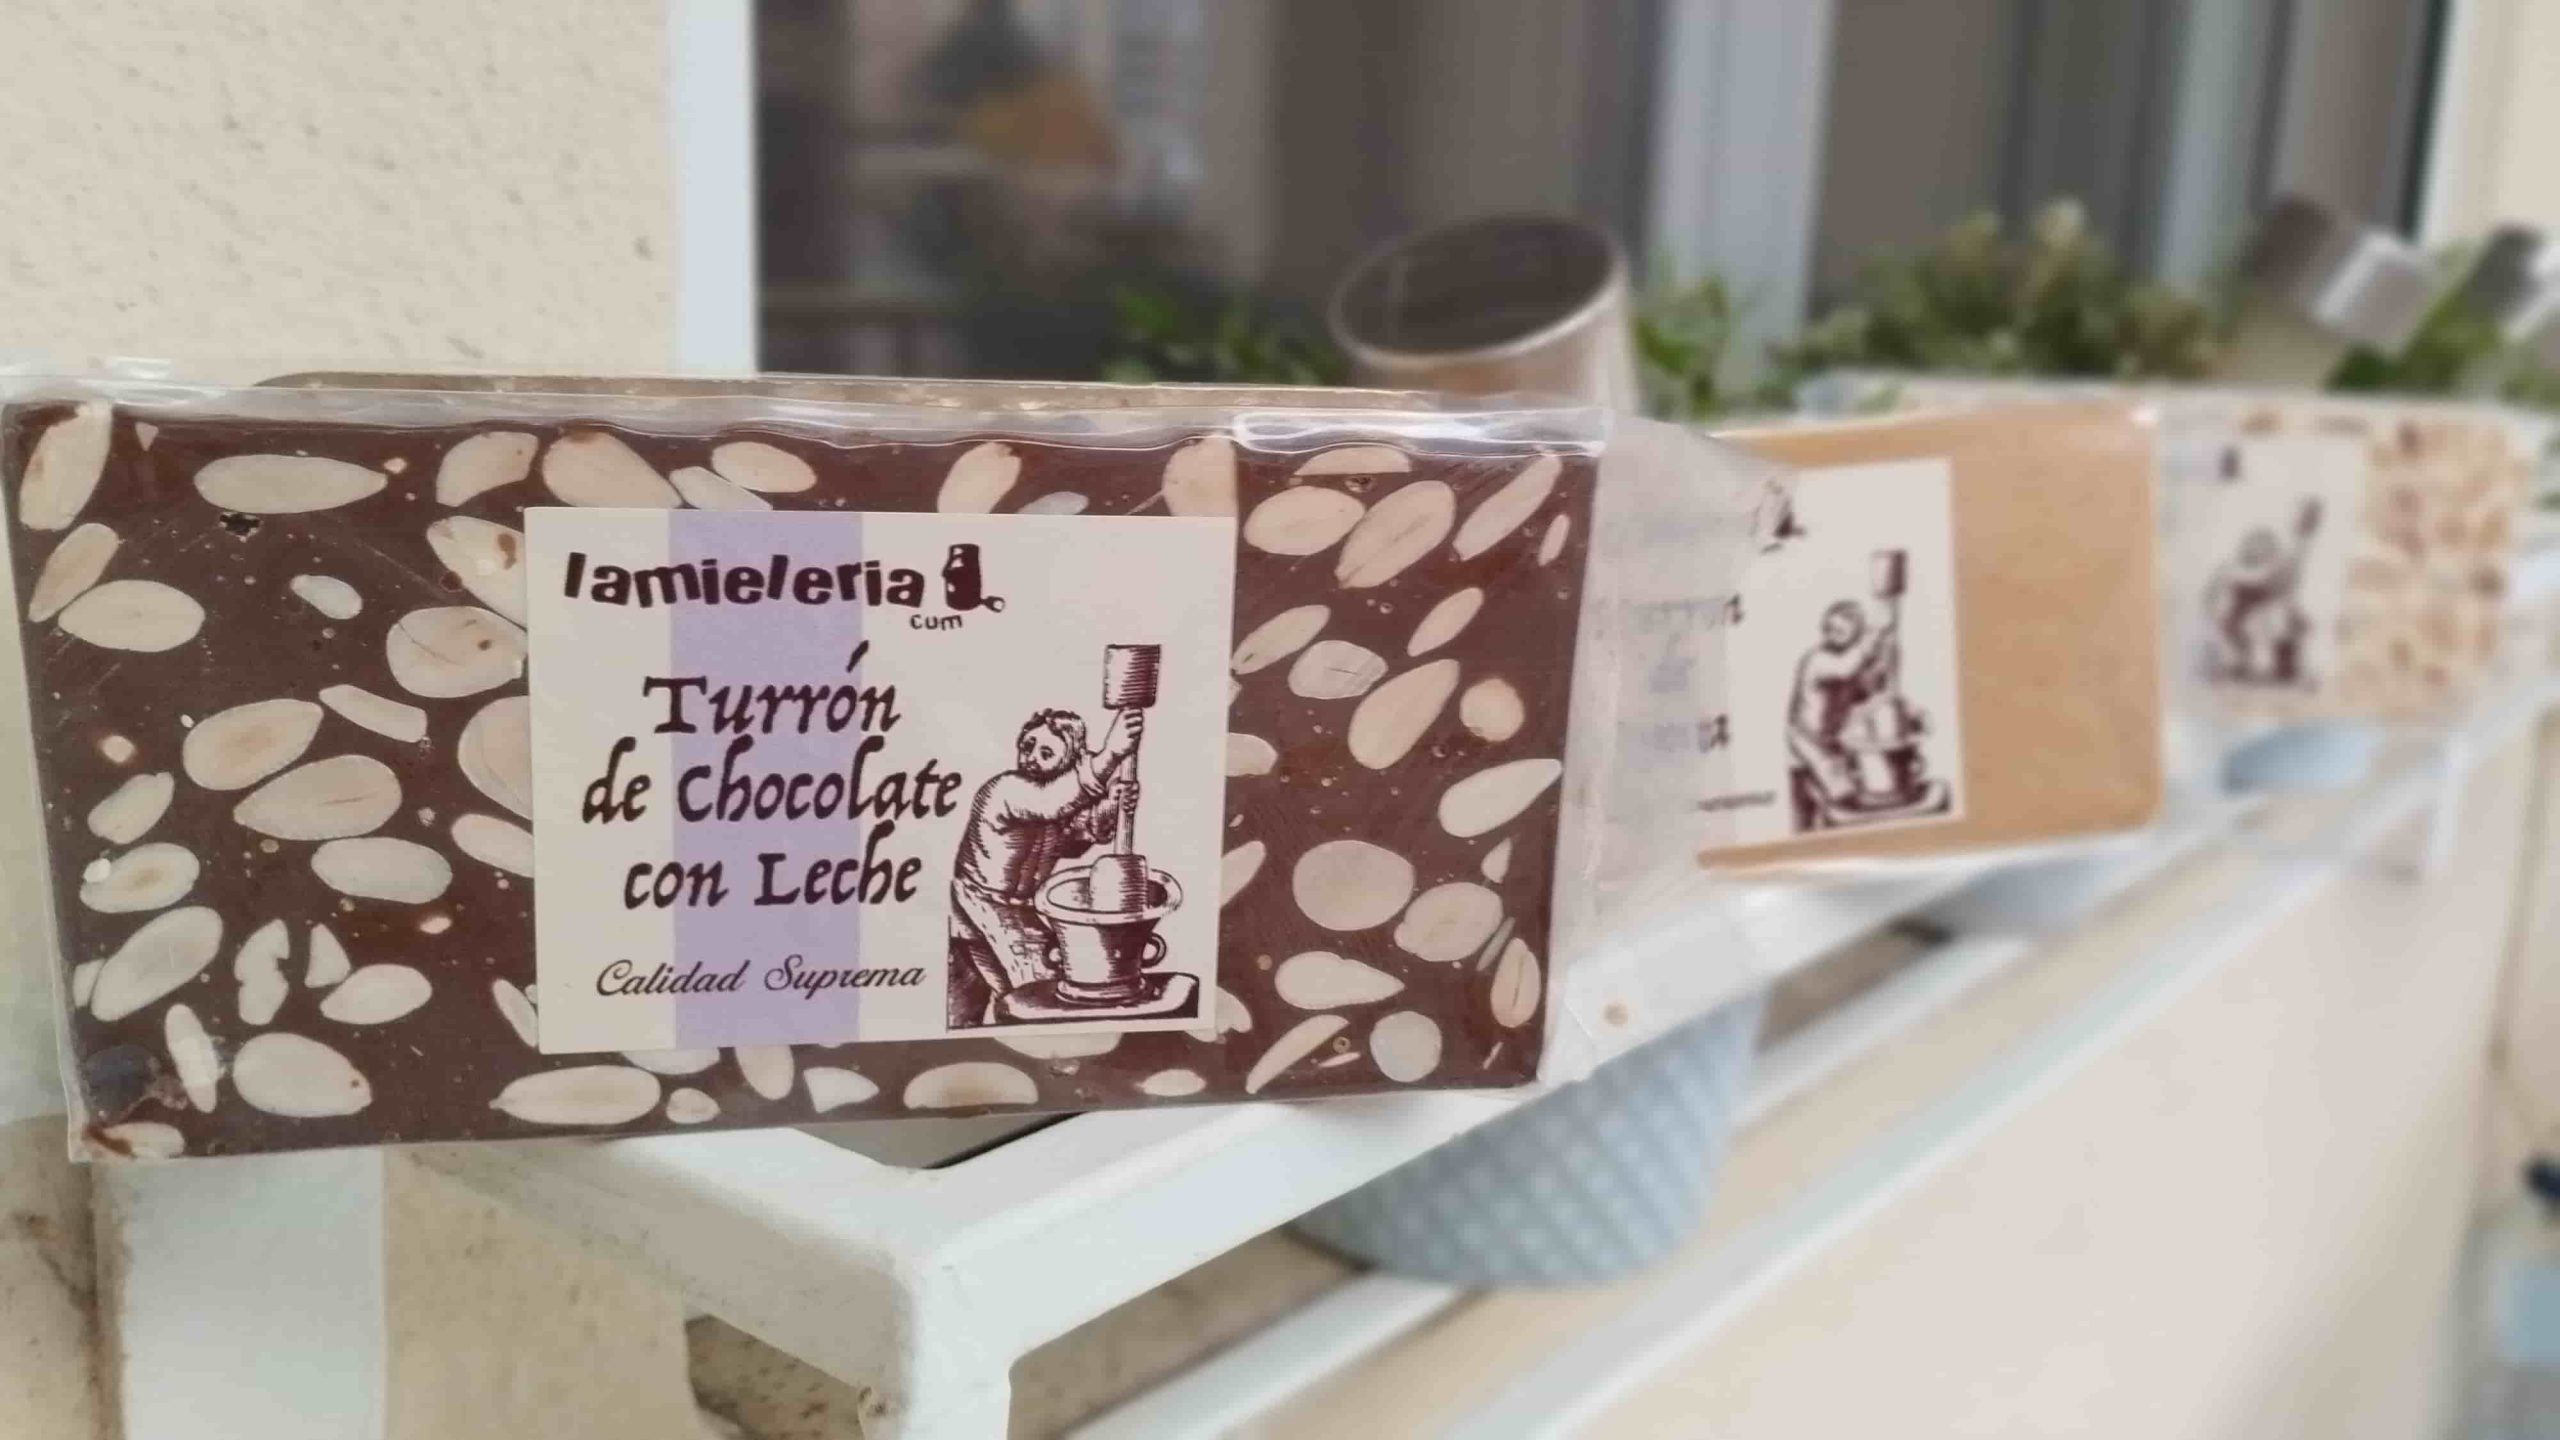 lamieleria
cum
Turrón
de Chocolate
con Leche
Calidad Suprema